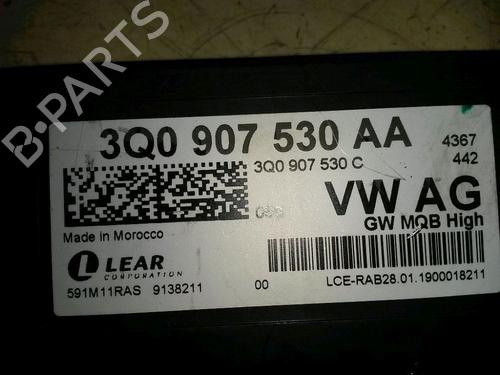 3Q0 907 530 AA
4367
442
3Q0 907 530 C
VW AG
GW MQB High
Made in Morocco
LEAR
CORPORATION
591M11RAS 9138211
00
LCE-RAB28.01.1900018211
B-PARTS